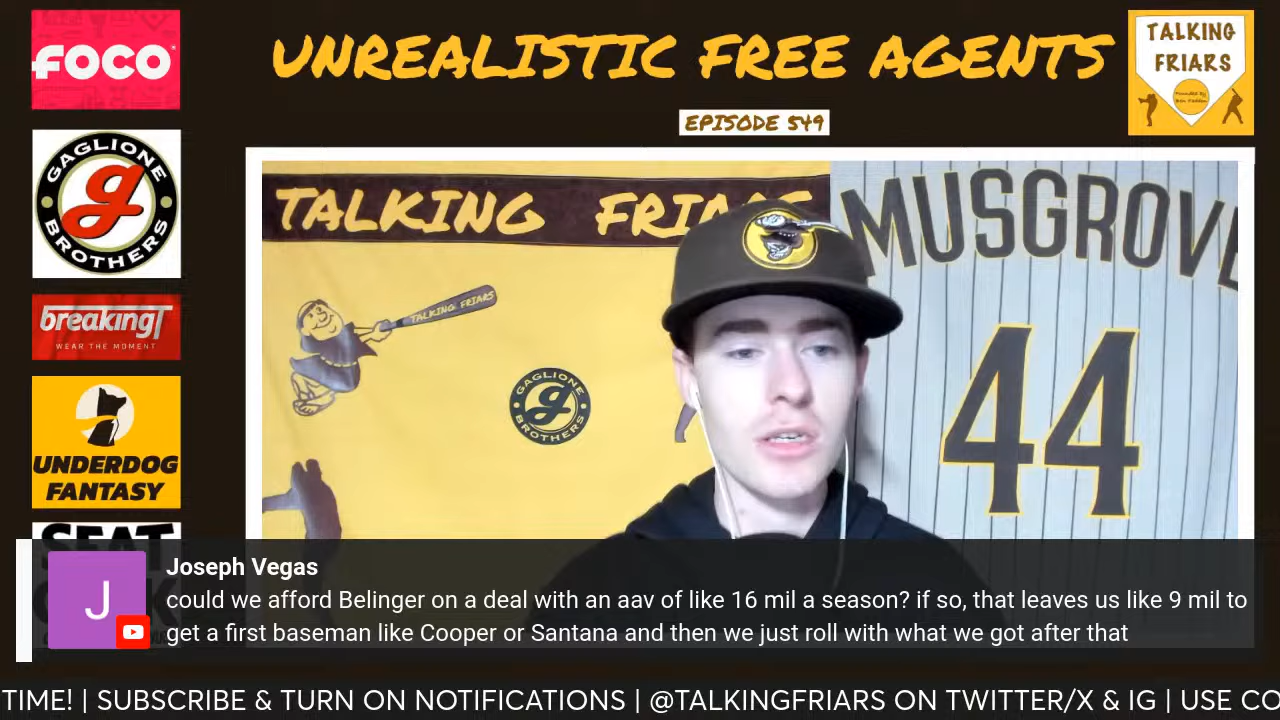 FOCO
UNREALISTIC FREE AGENTS
TALKING
FRIARS
EPISODE 549
GAGLIONE
g
BROTHERS
breakingT
WEAR THE MOMENT
UNDERDOG
FANTASY
SEAT
TALKING FRIARS
TALKING FRIARS
GAGLIONE
g
BROTHERS
MUSGROVE
44
J
Joseph Vegas
could we afford Belinger on a deal with an aav of like 16 mil a season? if so, that leaves us like 9 mil to
get a first baseman like Cooper or Santana and then we just roll with what we got after that
TIME! | SUBSCRIBE & TURN ON NOTIFICATIONS | @TALKINGFRIARS ON TWITTER/X & IG | USE CO